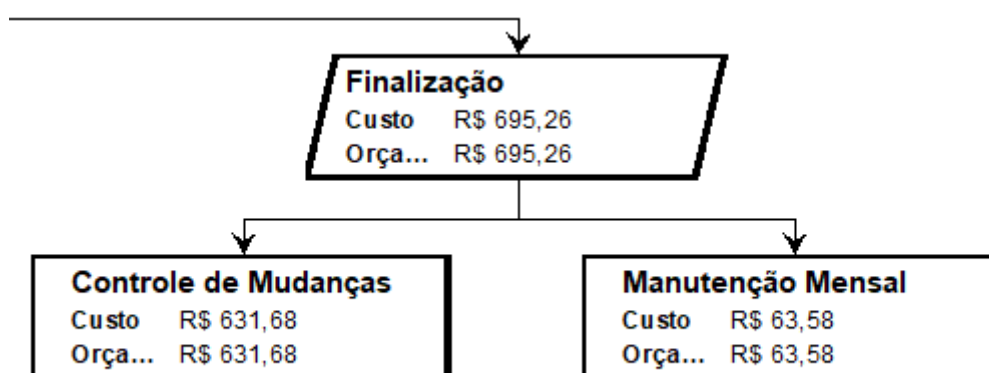 Finalização
Custo R$ 695,26
Orça... R$ 695,26
Controle de Mudanças
Custo R$ 631,68
Orça... R$ 631,68
Manutenção Mensal
Custo R$ 63,58
Orça... R$ 63,58